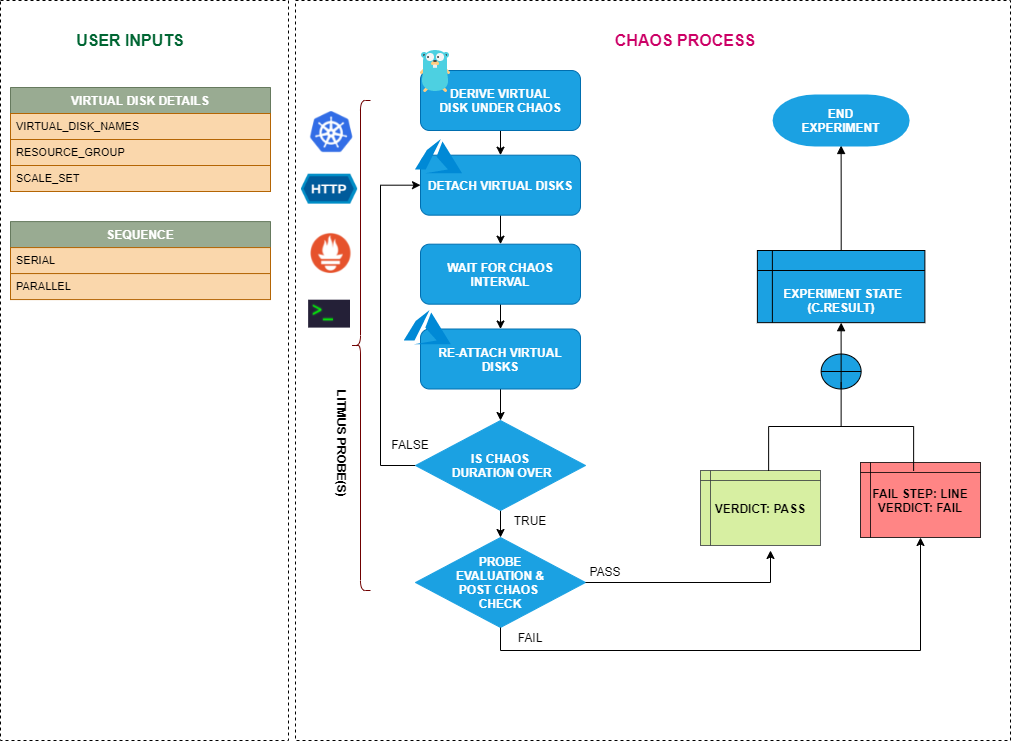 USER INPUTS
VIRTUAL DISK DETAILS
VIRTUAL_DISK_NAMES
RESOURCE_GROUP
SCALE_SET
SEQUENCE
SERIAL
PARALLEL
CHAOS PROCESS
HTTP
>_
LITMUS PROBE(S)
DERIVE VIRTUAL
DISK UNDER CHAOS
DETACH VIRTUAL DISKS
WAIT FOR CHAOS
INTERVAL
RE-ATTACH VIRTUAL
DISKS
FALSE
IS CHAOS
DURATION OVER
TRUE
PROBE
EVALUATION &
POST CHAOS
CHECK
PASS
FAIL
VERDICT: PASS
FAIL STEP: LINE
VERDICT: FAIL
EXPERIMENT STATE
(C.RESULT)
END
EXPERIMENT